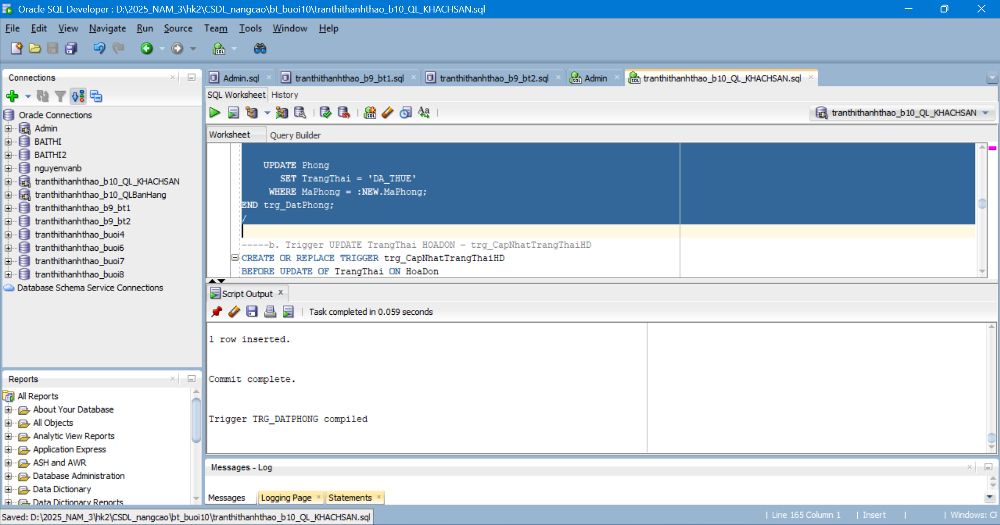 Oracle SQL Developer : D:\2025_NAM_3\hk2\CSDL_nangcao\bt_buoi10\tranthithanhthao_b10_QL_KHACHSAN.sql
File Edit View Navigate Run Source Team Tools Window Help
Connections
Oracle Connections
Admin
BAITHI
BAITHI2
nguyenvanb
tranthithanhthao_b10_QL_KHACHSAN
tranthithanhthao_b10_QLBanHang
tranthithanhthao_b9_bt1
tranthithanhthao_b9_bt2
tranthithanhthao_buoi4
tranthithanhthao_buoi6
tranthithanhthao_buoi7
tranthithanhthao_buoi8
Database Schema Service Connections
Reports
All Reports
About Your Database
All Objects
Analytic View Reports
Application Express
ASH and AWR
Database Administration
Data Dictionary
Data Dictionary Reports
Admin.sql tranthithanhthao_b9_bt1.sql tranthithanhthao_b9_bt2.sql Admin tranthithanhthao_b10_QL_KHACHSAN.sql
SQL Worksheet History
tranthithanhthao_b10_QL_KHACHSAN
Worksheet Query Builder
UPDATE Phong
SET TrangThai = 'DA_THUE'
WHERE MaPhong = :NEW.MaPhong;
END trg_DatPhong;
/
-----b. Trigger UPDATE TrangThai HOADON – trg_CapNhatTrangThaiHD
CREATE OR REPLACE TRIGGER trg_CapNhatTrangThaiHD
BEFORE UPDATE OF TrangThai ON HoaDon
Script Output
Task completed in 0.059 seconds
1 row inserted.
Commit complete.
Trigger TRG_DATPHONG compiled
Messages - Log
Messages Logging Page Statements
Saved: D:\2025_NAM_3\hk2\CSDL_nangcao\bt_buoi10\tranthithanhthao_b10_QL_KHACHSAN.sql
Line 165 Column 1 Insert Windows: CF